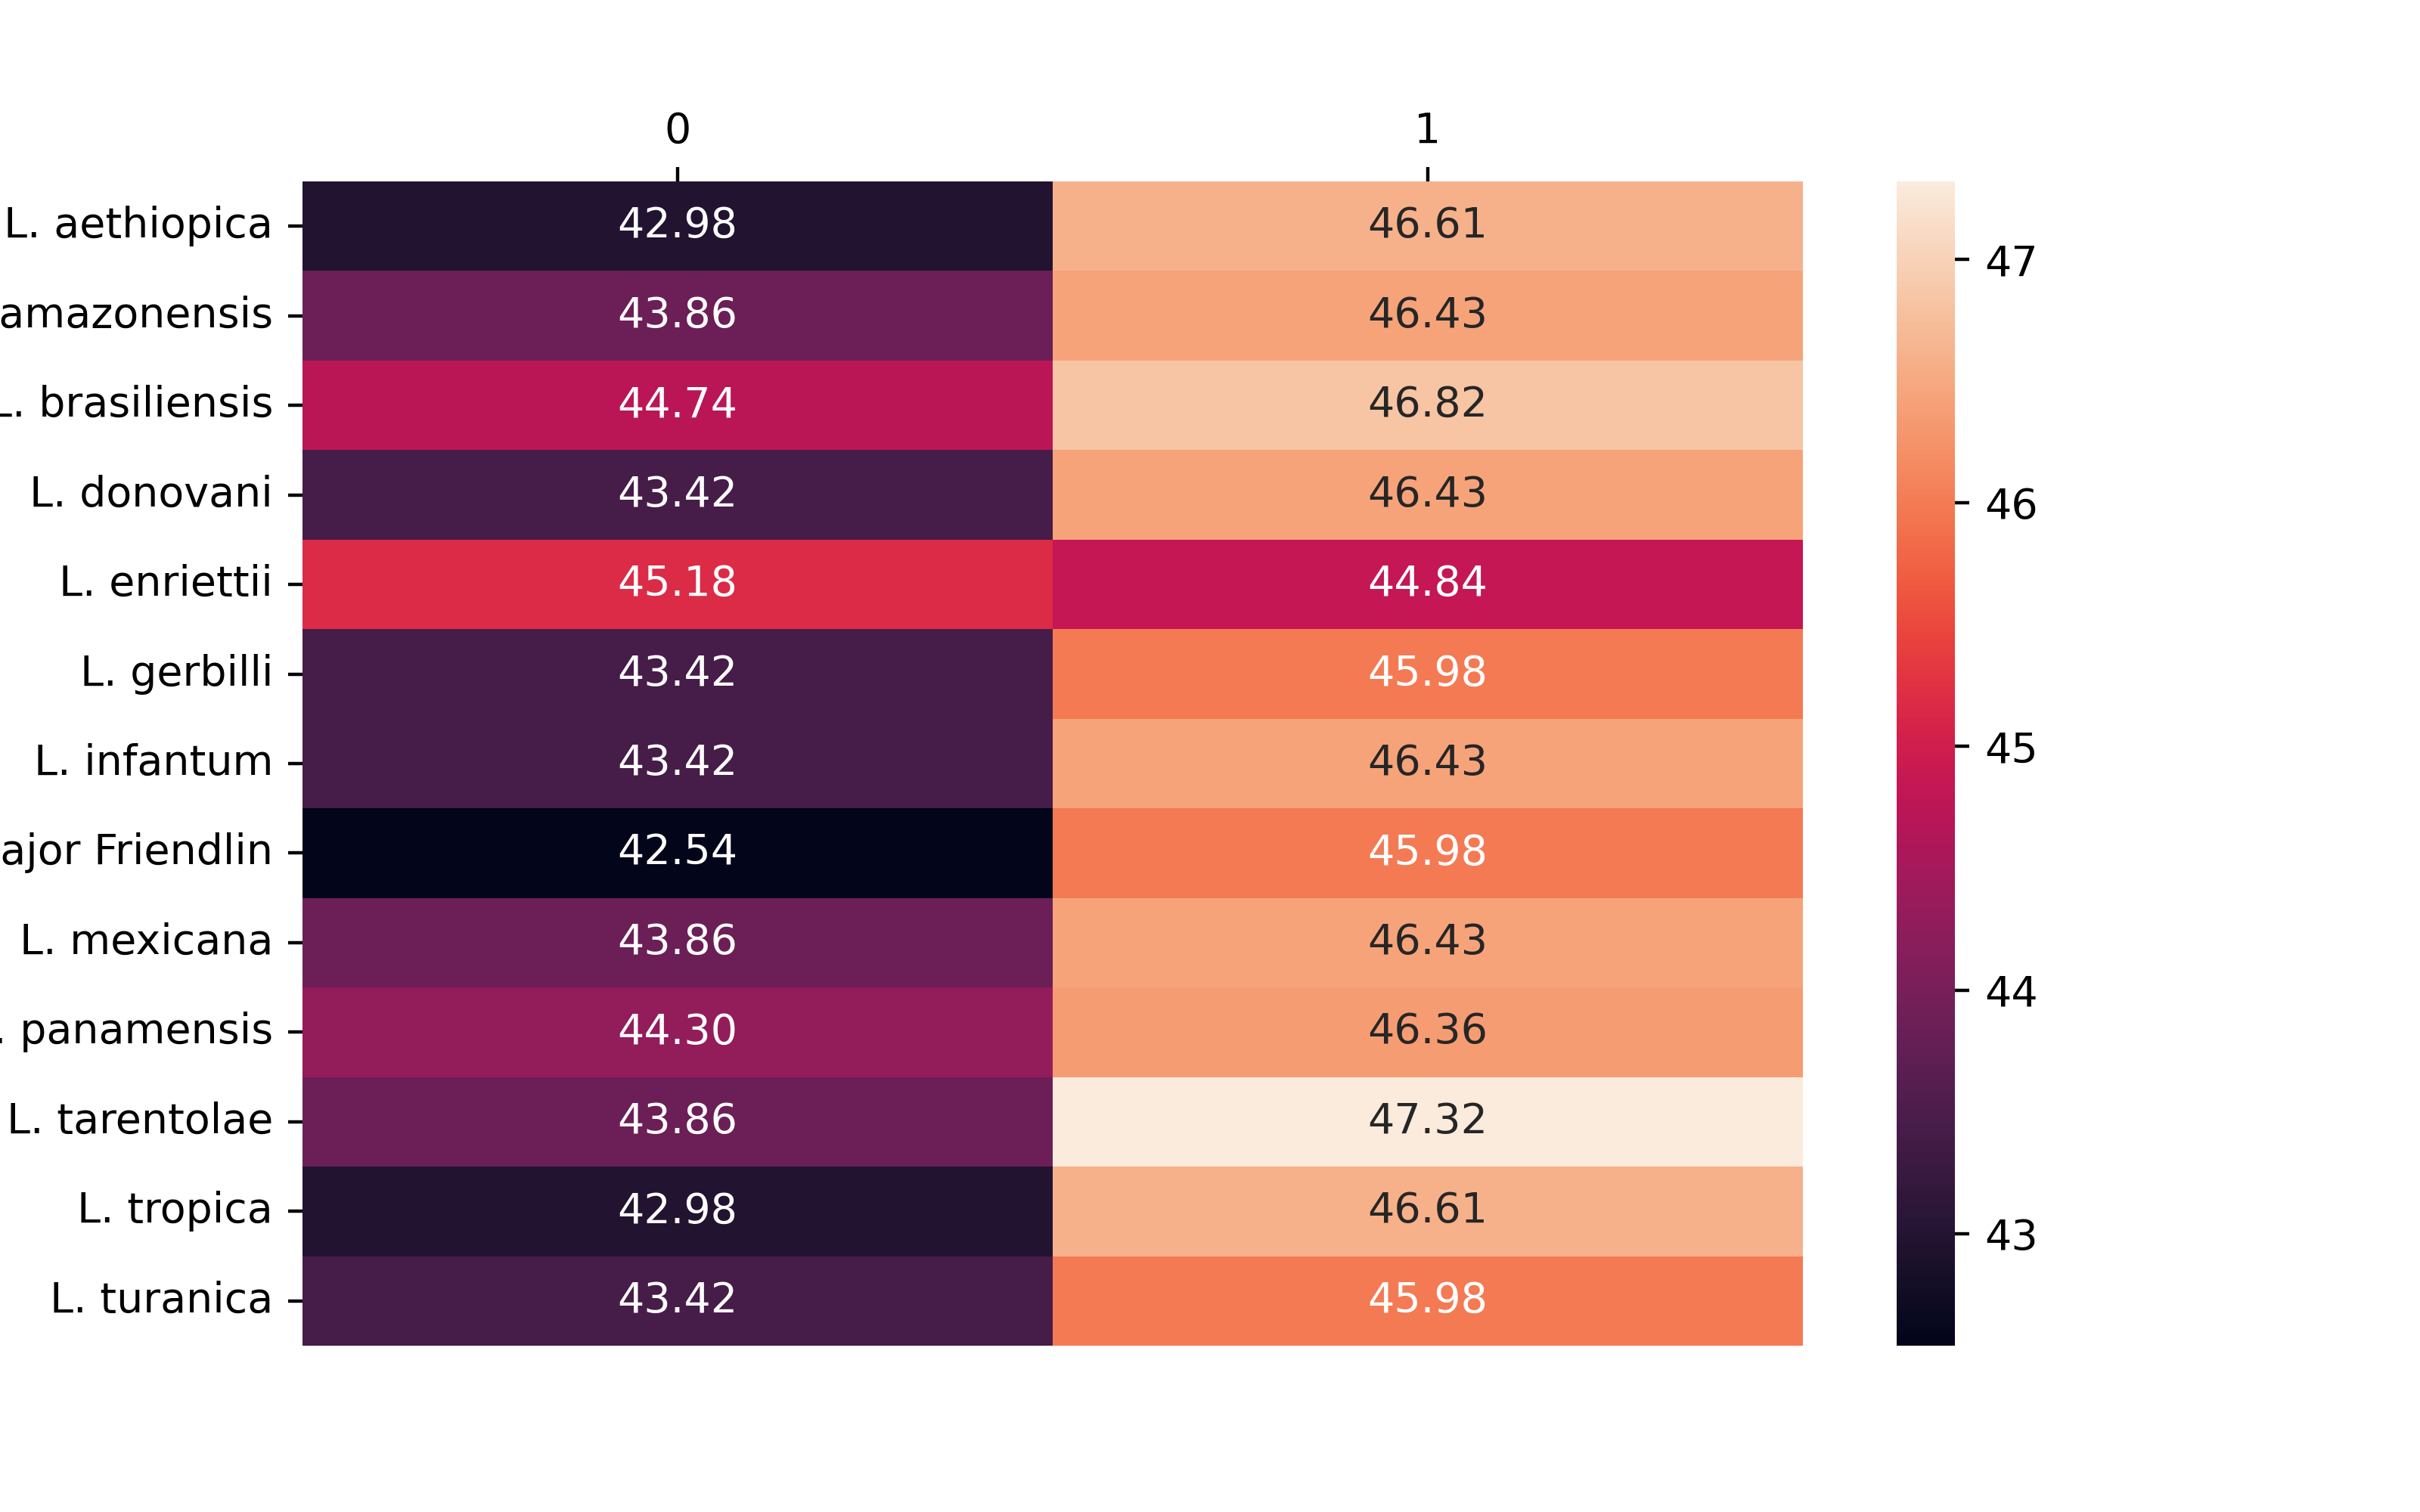 0 1
L. aethiopica 42.98 46.61
47
amazonensis 43.86 46.43
L. brasiliensis 44.74 46.82
L. donovani 43.42 46.43
46
L. enriettii 45.18 44.84
L. gerbilli 43.42 45.98
45
L. infantum 43.42 46.43
ajor Friendlin 42.54 45.98
L. mexicana 43.86 46.43
44
. panamensis 44.30 46.36
L. tarentolae 43.86 47.32
L. tropica 42.98 46.61
43
L. turanica 43.42 45.98